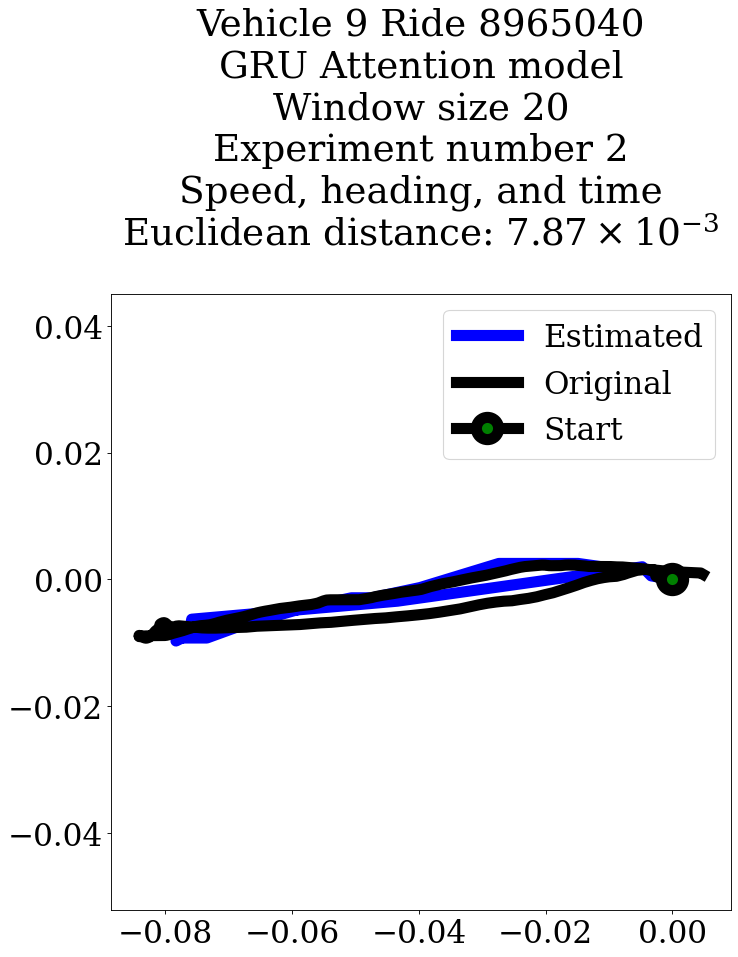 Vehicle 9 Ride 8965040
GRU Attention model
Window size 20
Experiment number 2
Speed, heading, and time
Euclidean distance: 7.87 × 10⁻³
Estimated
Original
Start
0.04
0.02
0.00
−0.02
−0.04
−0.08 −0.06 −0.04 −0.02 0.00